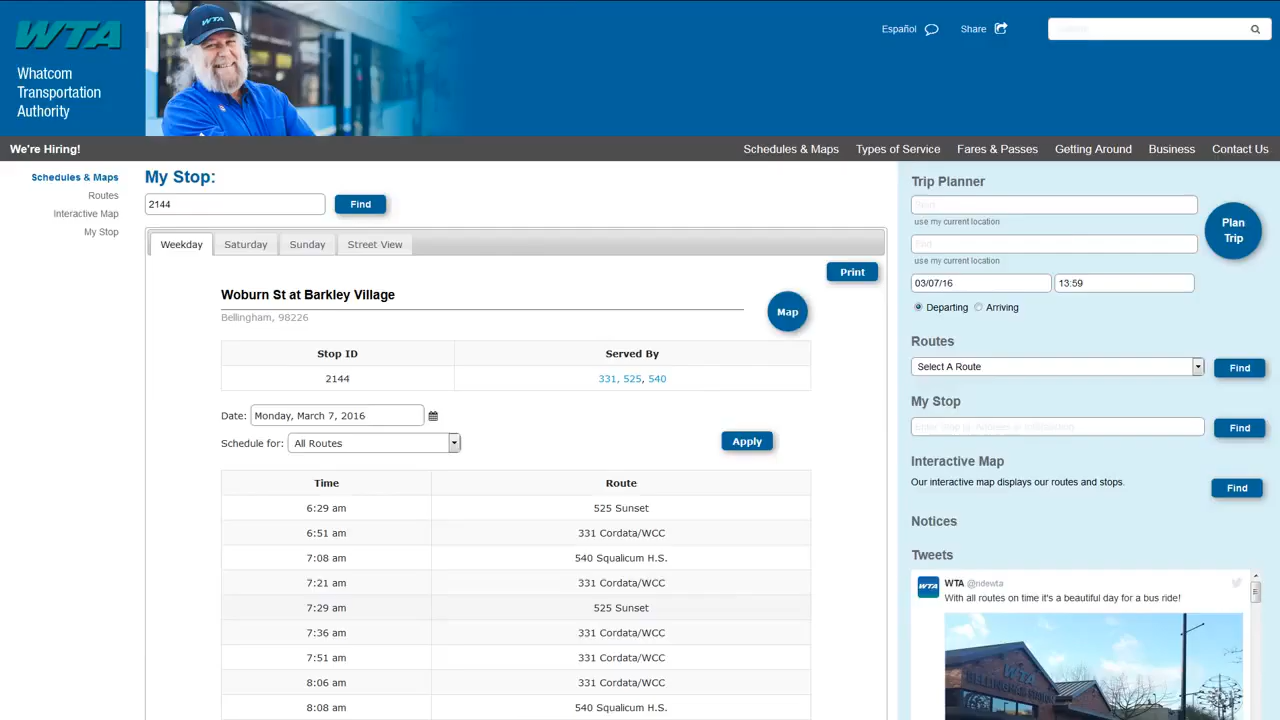 WTA
Whatcom
Transportation
Authority
WTA
Español
Share
We're Hiring!
Schedules & Maps
Types of Service
Fares & Passes
Getting Around
Business
Contact Us
Schedules & Maps
Routes
Interactive Map
My Stop
My Stop:
2144
Find
Weekday
Saturday
Sunday
Street View
Print
Woburn St at Barkley Village
Bellingham, 98226
Map
Stop ID Served By
2144 331, 525, 540
Date: Monday, March 7, 2016
Schedule for: All Routes
Apply
Time Route
6:29 am 525 Sunset
6:51 am 331 Cordata/WCC
7:08 am 540 Squalicum H.S.
7:21 am 331 Cordata/WCC
7:29 am 525 Sunset
7:36 am 331 Cordata/WCC
7:51 am 331 Cordata/WCC
8:06 am 331 Cordata/WCC
8:08 am 540 Squalicum H.S.
Trip Planner
Start
use my current location
End
use my current location
Plan
Trip
03/07/16 13:59
Departing Arriving
Routes
Select A Route
Find
My Stop
Find
Interactive Map
Our interactive map displays our routes and stops.
Find
Notices
Tweets
WTA
WTA @ridewta
With all routes on time it's a beautiful day for a bus ride!
WTA
BELLINGHAM STATION